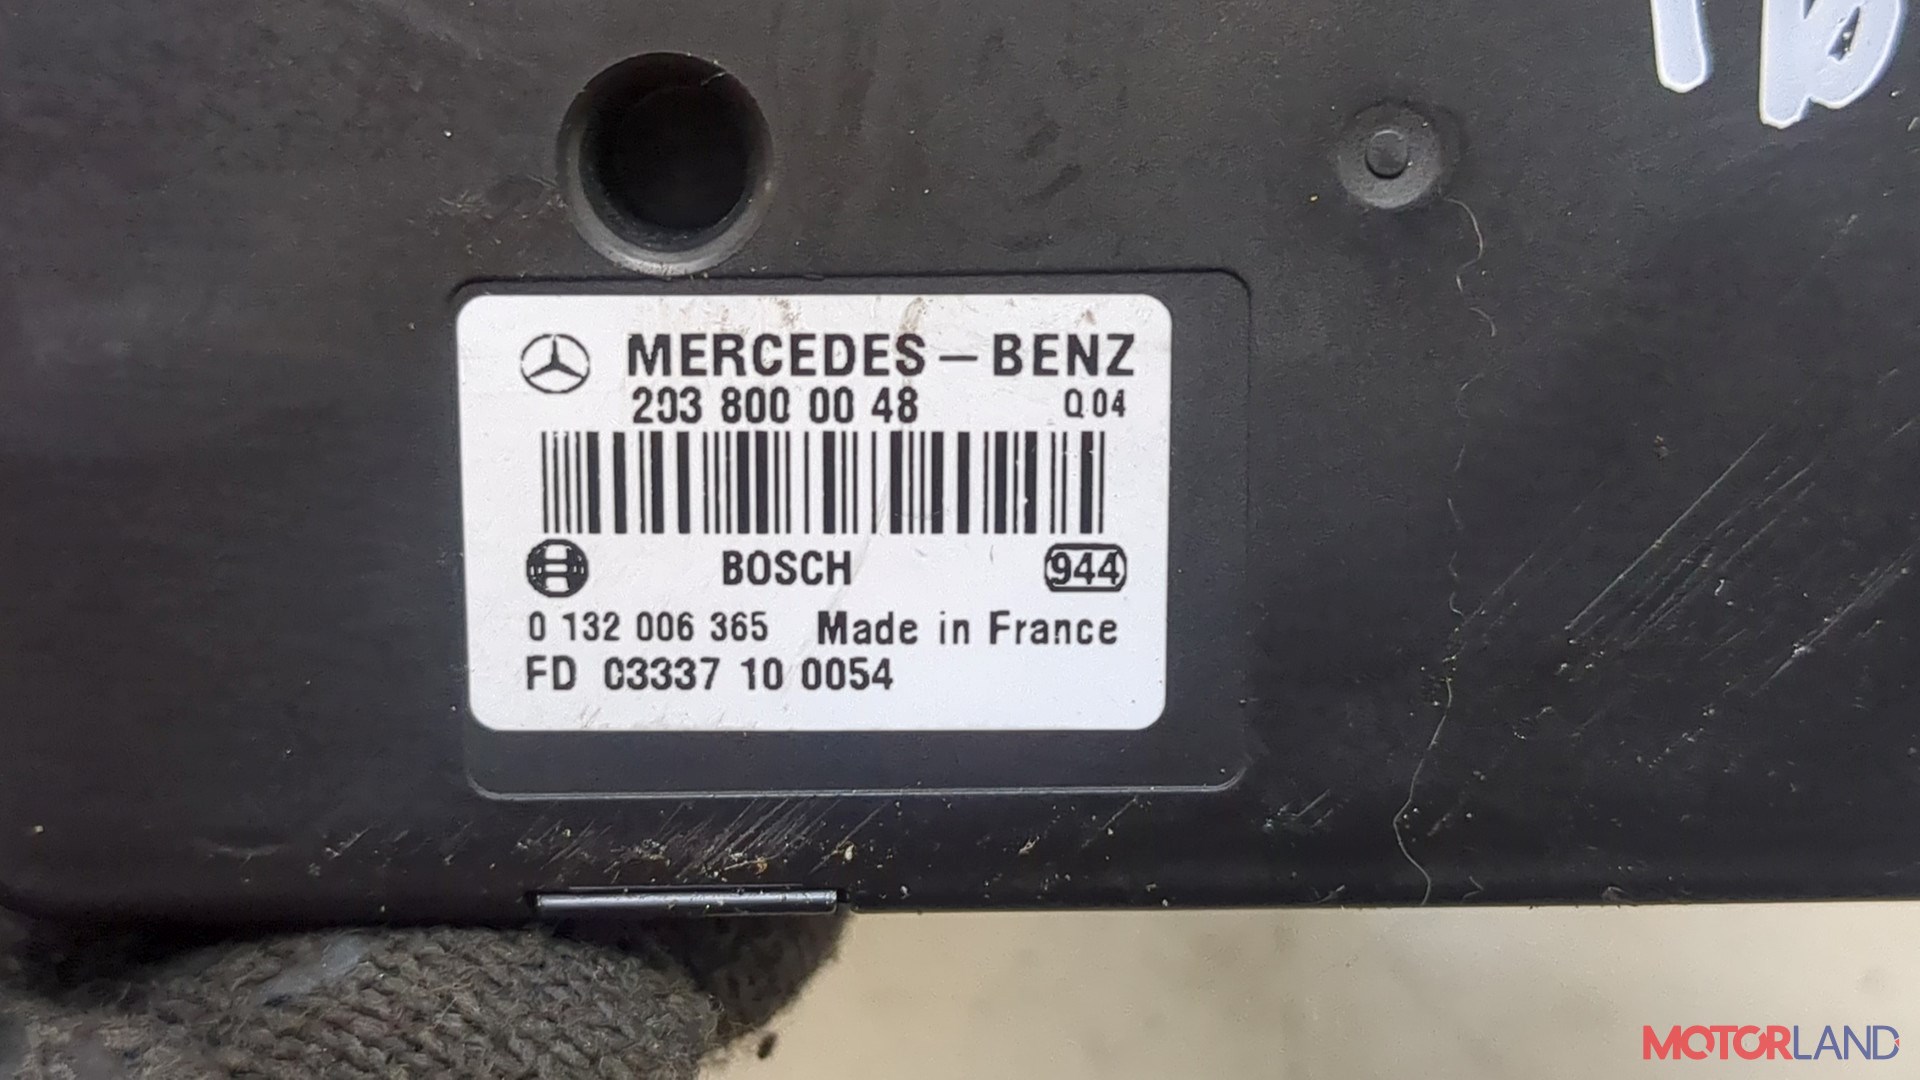 MERCEDES-BENZ
203 800 00 48 Q04
BOSCH 944
0 132 006 365 Made in France
FD 03337 10 0054
MOTORLAND